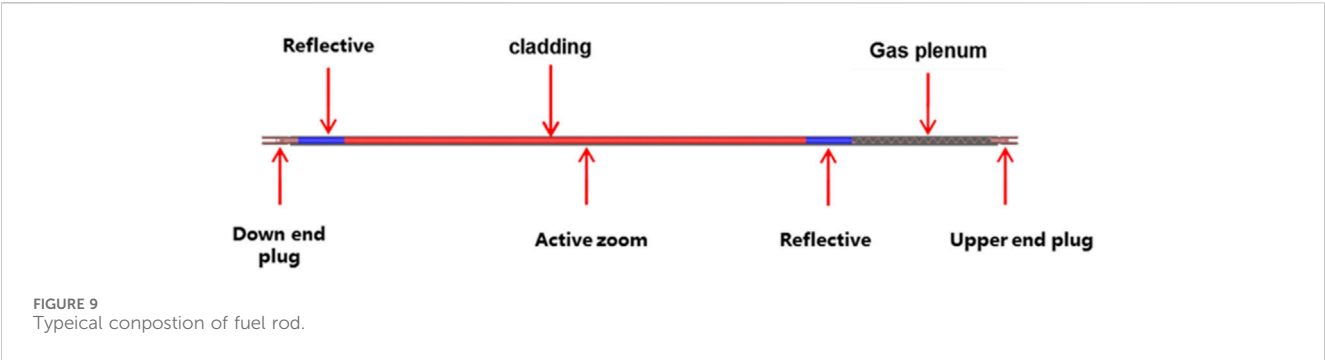 Reflective
cladding
Gas plenum
Down end
plug
Active zoom
Reflective
Upper end plug
FIGURE 9
Typeical conpostion of fuel rod.